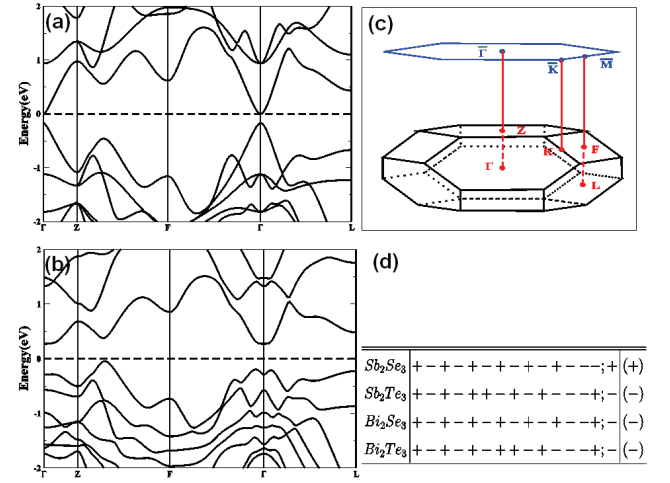 (a)
Energy(eV)
2
1
0
-1
-2
Γ Z F Γ L
(c)
Γ̅ K̅ M̅
Z
K F
Γ L
(b)
Energy(eV)
2
1
0
-1
-2
Γ Z F Γ L
(d)
Sb₂Se₃
(+)
Sb₂Te₃
(−)
Bi₂Se₃
(−)
Bi₂Te₃
(−)